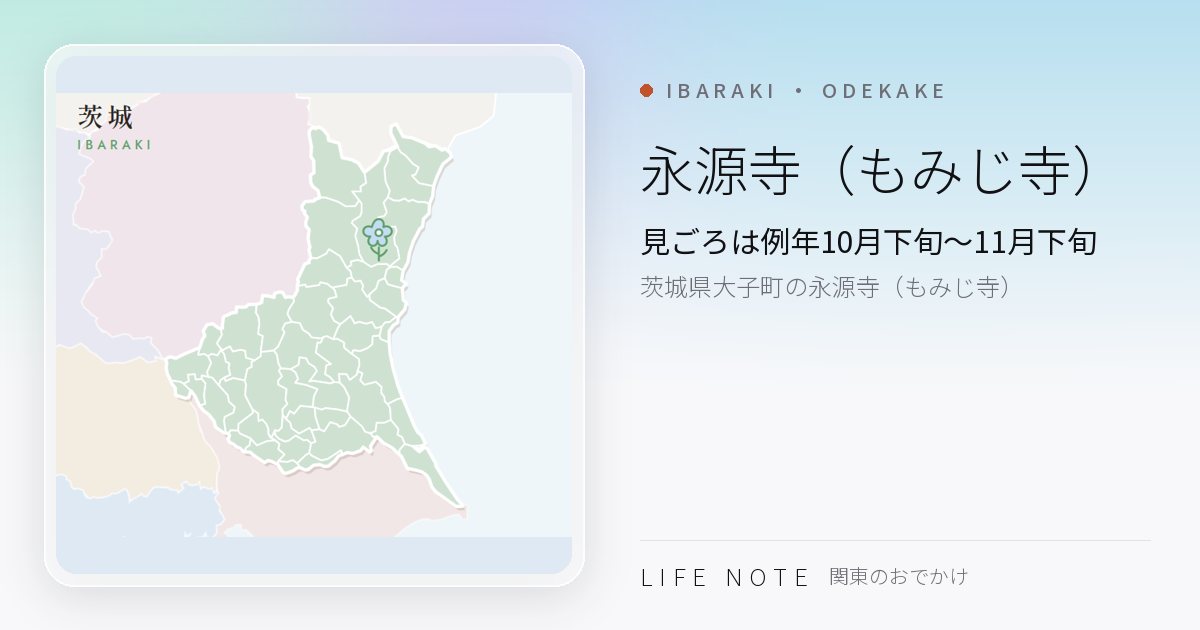 茨城
IBARAKI
IBARAKI • ODEKAKE
永源寺（もみじ寺）
見ごろは例年10月下旬〜11月下旬
茨城県大子町の永源寺（もみじ寺）
LIFE NOTE 関東のおでかけ